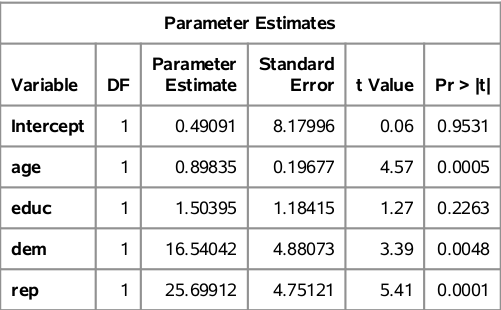 Parameter Estimates
Variable DF Parameter Estimate Standard Error t Value Pr > |t|
Intercept 1 0.49091 8.17996 0.06 0.9531
age 1 0.89835 0.19677 4.57 0.0005
educ 1 1.50395 1.18415 1.27 0.2263
dem 1 16.54042 4.88073 3.39 0.0048
rep 1 25.69912 4.75121 5.41 0.0001